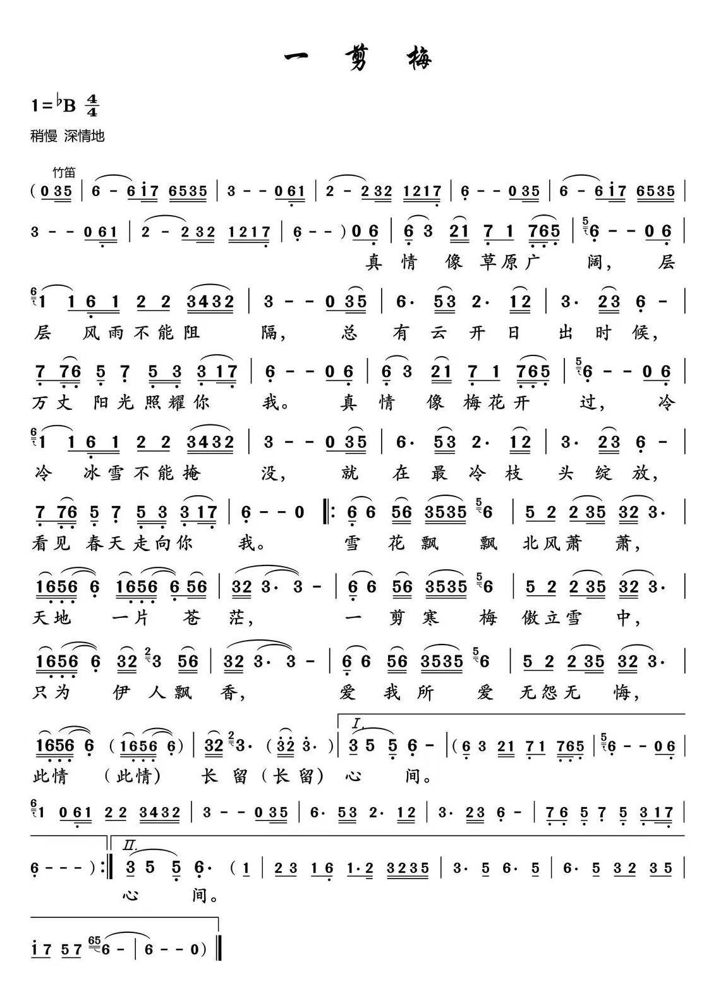 一 剪 梅
1=♭B 4/4
稍慢 深情地
竹笛
( 0 35 | 6 - 6 i7 6535 | 3 - - 0 61 | 2 - 2 32 1217 | 6 - - 0 35 | 6 - 6 i7 6535 |
3 - - 0 61 | 2 - 2 32 1217 | 6 - - ) 0 6 | 6 3 21 7 1 765 | 5 6 - - 0 6 |
真 情 像 草 原 广 阔, 层
6 1 1 6 1 2 2 3432 | 3 - - 0 35 | 6· 53 2· 12 | 3· 23 6 - |
层 风 雨 不 能 阻 隔, 总 有 云 开 日 出 时 候,
7 76 5 7 5 3 3 17 | 6 - - 0 6 | 6 3 21 7 1 765 | 5 6 - - 0 6 |
万 丈 阳 光 照 耀 你 我。 真 情 像 梅 花 开 过, 冷
6 1 1 6 1 2 2 3432 | 3 - - 0 35 | 6· 53 2· 12 | 3· 23 6 - |
冷 冰 雪 不 能 掩 没, 就 在 最 冷 枝 头 绽 放,
7 76 5 7 5 3 3 17 | 6 - - 0 ‖: 6 6 56 3535 5 6 | 5 2 2 35 32 3· |
看 见 春 天 走 向 你 我。 雪 花 飘 飘 北 风 萧 萧,
1656 6 1656 6 56 | 32 3· 3 - | 6 6 56 3535 5 6 | 5 2 2 35 32 3· |
天 地 一 片 苍 茫, 一 剪 寒 梅 傲 立 雪 中,
1656 6 32 2 3 56 | 32 3· 3 - | 6 6 56 3535 5 6 | 5 2 2 35 32 3· |
只 为 伊 人 飘 香, 爱 我 所 爱 无 怨 无 悔,
I.
1656 6 ( 1656 6 ) | 32 2 3· ( 32 3· ) | 3 5 5 6 - | ( 6 3 21 71 765 | 5 6 - - 0 6 |
此 情 (此 情) 长 留 (长 留) 心 间。
6 1 0 61 22 3432 | 3 - - 0 35 | 6· 53 2· 12 | 3· 23 6 - | 76 5 7 5 3 17 |
II.
6 - - - ) :‖ 3 5 5 6· ( 1 | 23 16 1·2 3235 | 3· 5 6· 5 | 6· 5 32 35 |
心 间。
i7 57 65 6 - | 6 - - 0 ) ‖